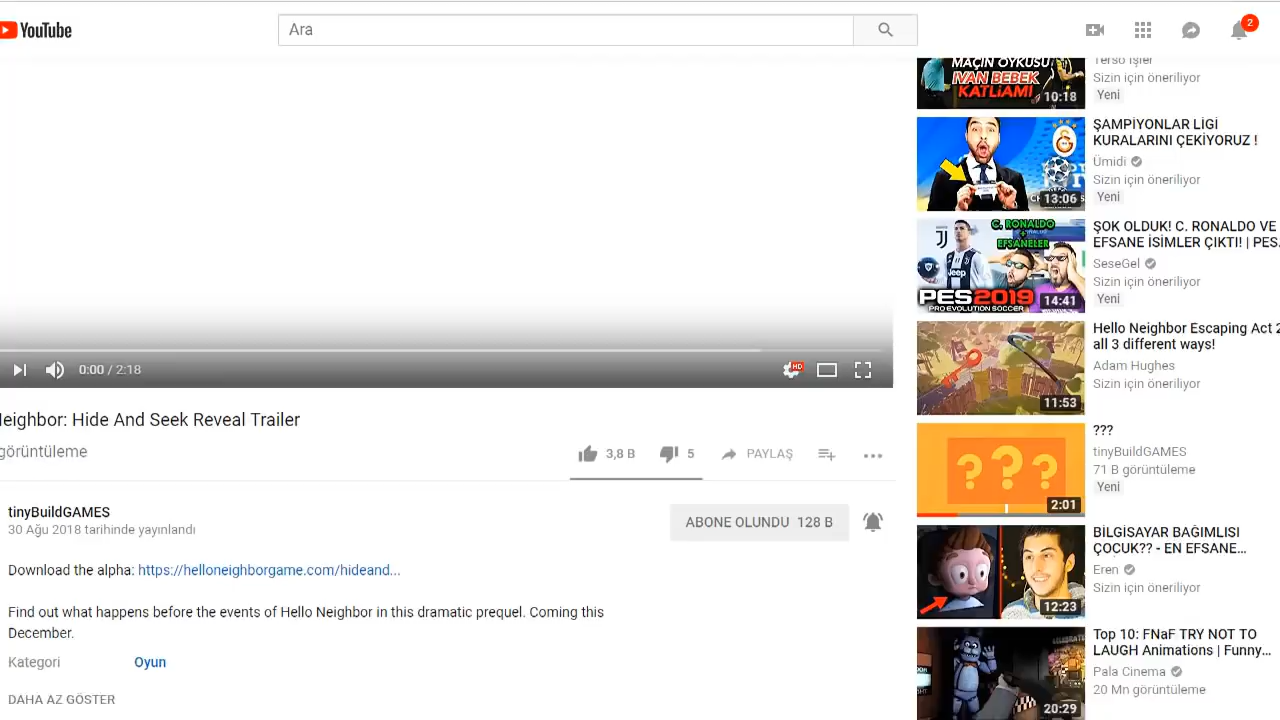 YouTube
Ara
2
0:00 / 2:18
HD
Neighbor: Hide And Seek Reveal Trailer
görüntüleme
3,8 B
5
PAYLAŞ
tinyBuildGAMES
30 Ağu 2018 tarihinde yayınlandı
ABONE OLUNDU 128 B
Download the alpha: https://helloneighborgame.com/hideand...
Find out what happens before the events of Hello Neighbor in this dramatic prequel. Coming this
December.
Kategori
Oyun
DAHA AZ GÖSTER
MAÇIN ÖYKÜSÜ
IVAN BEBEK
KATLİAMI
10:18
Terso İşler
Sizin için öneriliyor
Yeni
13:06
ŞAMPİYONLAR LİGİ
KURALARINI ÇEKİYORUZ !
Ümidi
Sizin için öneriliyor
Yeni
C. RONALDO
EFSANELER
Jeep
PES2019
PRO EVOLUTION SOCCER
14:41
ŞOK OLDUK! C. RONALDO VE
EFSANE İSİMLER ÇIKTI! | PES
SeseGel
Sizin için öneriliyor
Yeni
11:53
Hello Neighbor Escaping Act 2
all 3 different ways!
Adam Hughes
Sizin için öneriliyor
? ? ?
2:01
???
tinyBuildGAMES
71 B görüntüleme
Yeni
12:23
BİLGİSAYAR BAĞIMLISI
ÇOCUK?? - EN EFSANE...
Eren
Sizin için öneriliyor
20:29
Top 10: FNaF TRY NOT TO
LAUGH Animations | Funny...
Pala Cinema
20 Mn görüntüleme